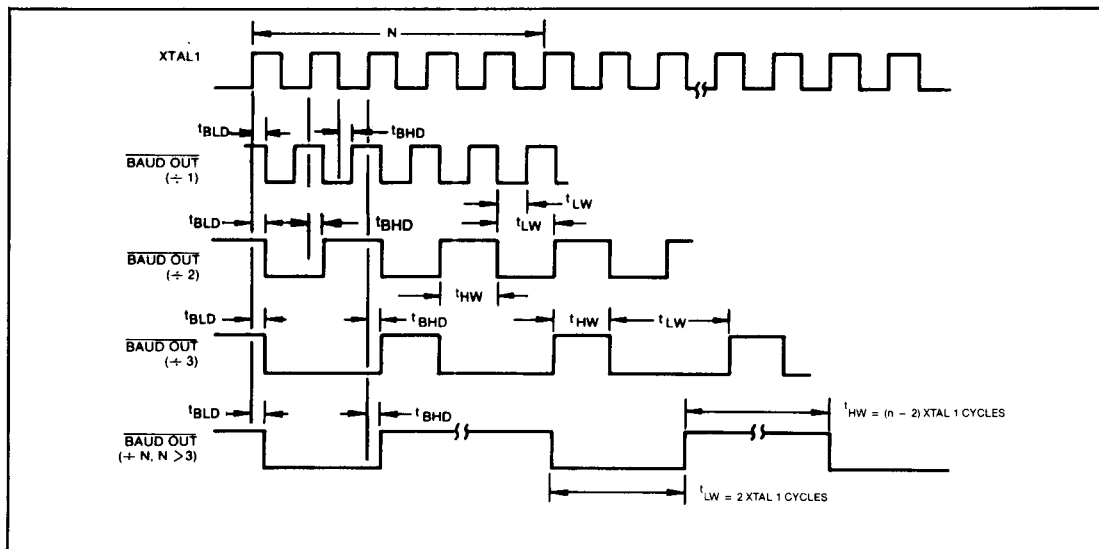 N
XTAL1
tBLD
tBHD
BAUD OUT
(÷ 1)
tLW
tBLD
tBHD
tLW
BAUD OUT
(÷ 2)
tHW
tBLD
tBHD
tHW
tLW
BAUD OUT
(÷ 3)
tBLD
tBHD
tHW = (n − 2) XTAL 1 CYCLES
BAUD OUT
(÷ N, N >3)
tLW = 2 XTAL 1 CYCLES